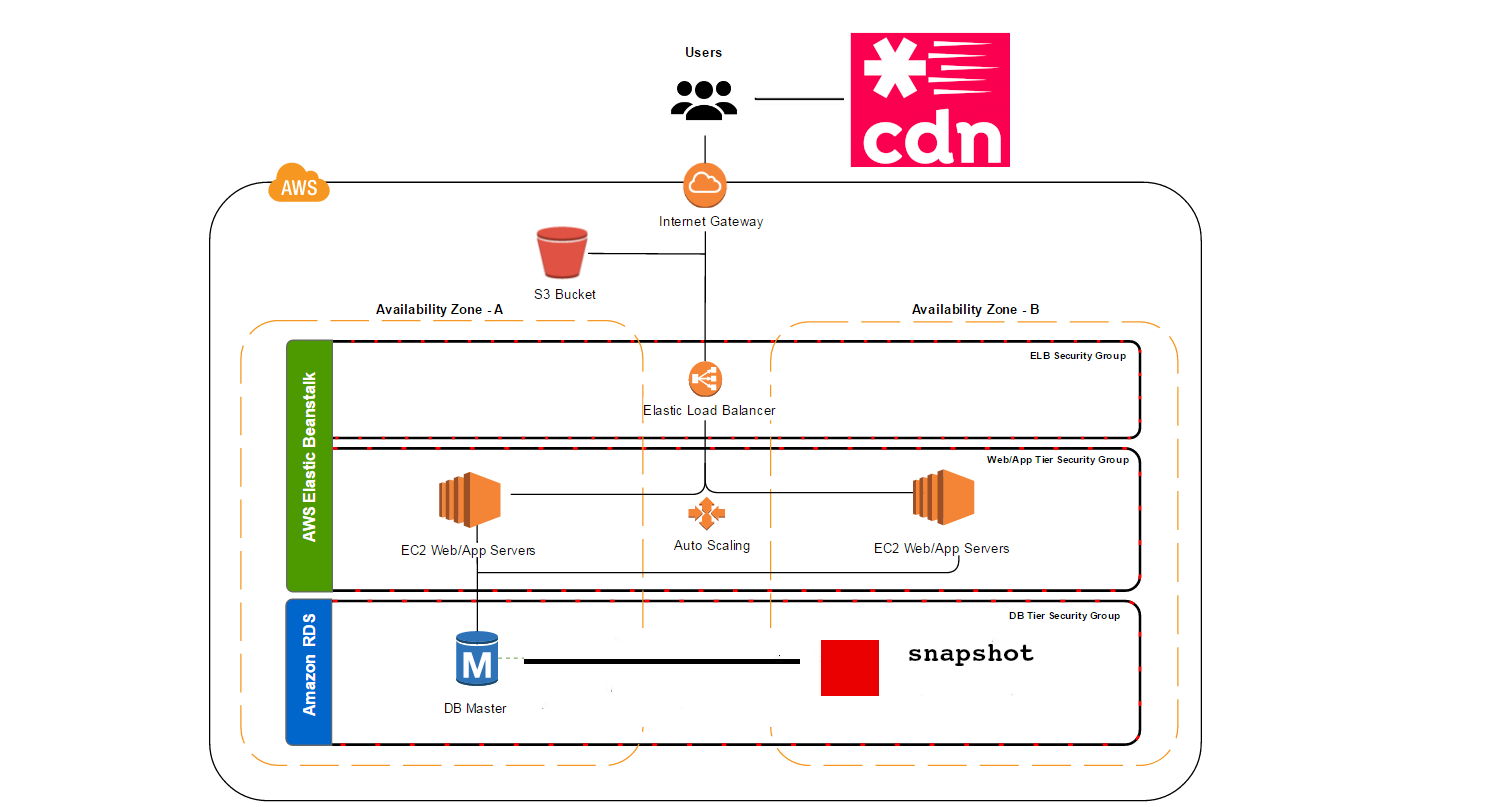 Users
cdn
AWS
Internet Gateway
S3 Bucket
Availability Zone - A
Availability Zone - B
AWS Elastic Beanstalk
ELB Security Group
Elastic Load Balancer
Web/App Tier Security Group
Auto Scaling
EC2 Web/App Servers
EC2 Web/App Servers
Amazon RDS
DB Tier Security Group
M
snapshot
DB Master